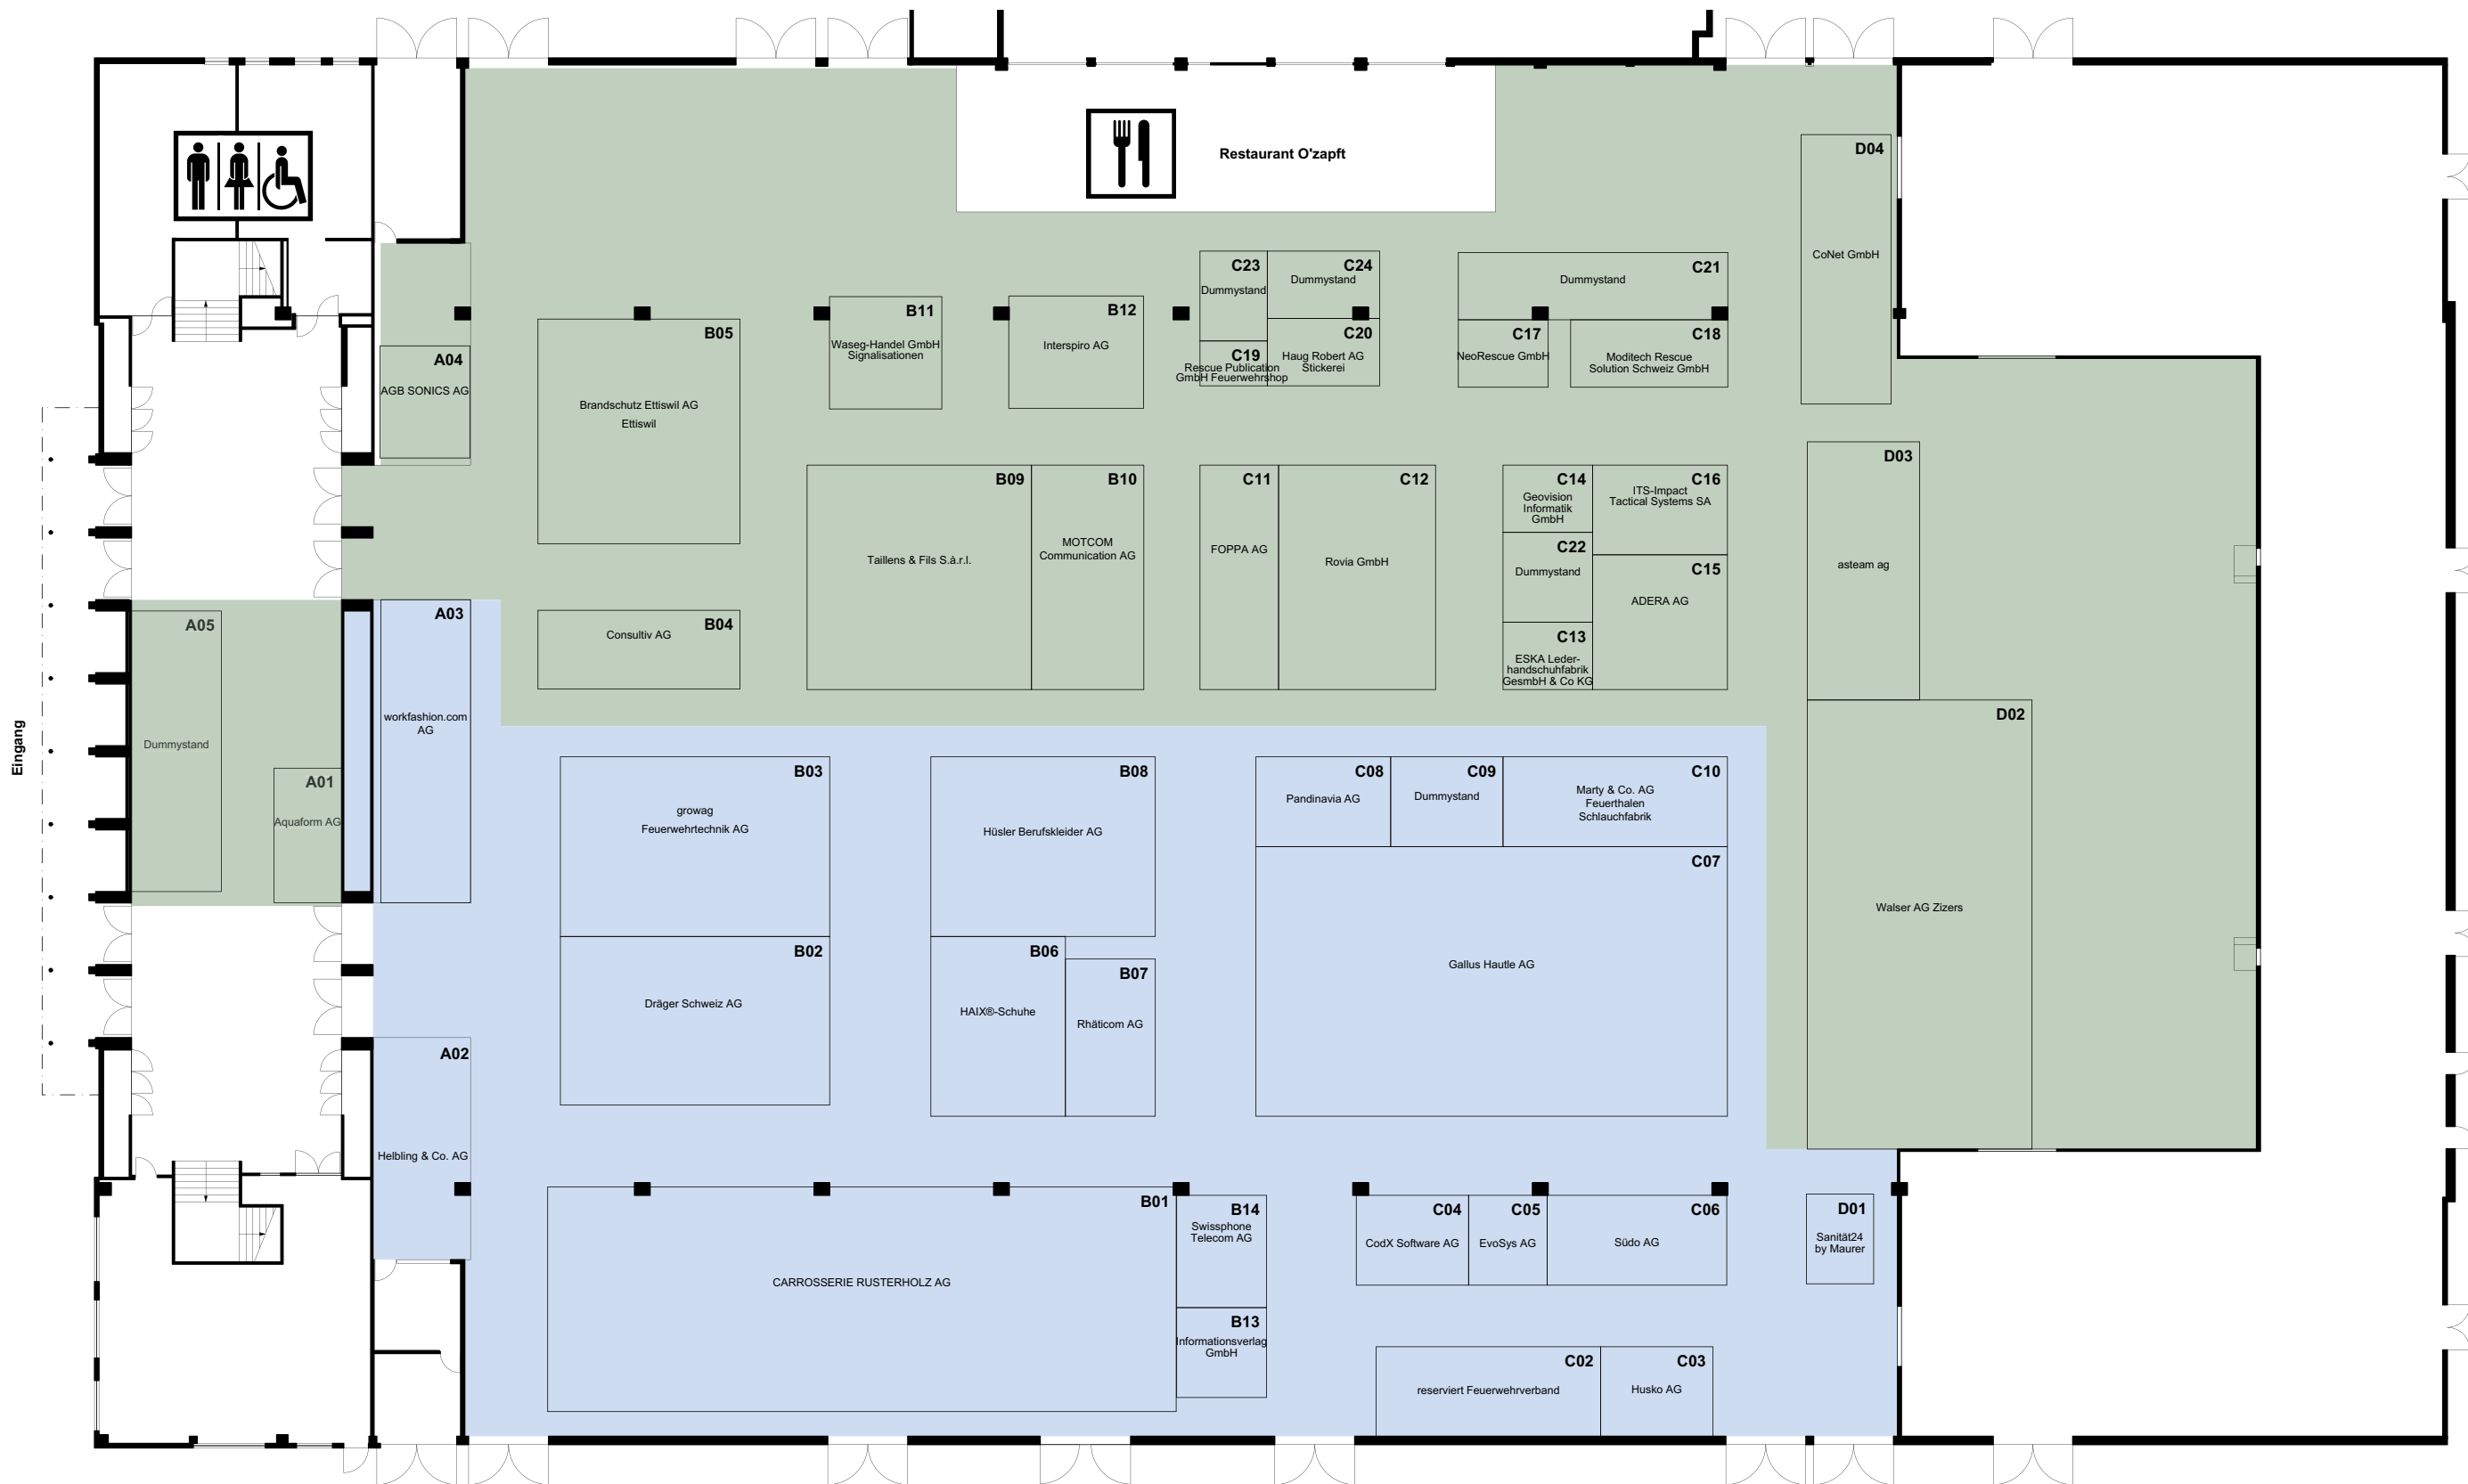 Restaurant O'zapft
D04
CoNet GmbH
C23
Dummystand
C24
Dummystand
C21
Dummystand
B11
Waseg-Handel GmbH
Signalisationen
B12
Interspiro AG
B05
Brandschutz Ettiswil AG
Ettiswil
C19
Rescue Publication
GmbH Feuerwehrshop
C20
Haug Robert AG
Stickerei
C17
NeoRescue GmbH
C18
Moditech Rescue
Solution Schweiz GmbH
A04
AGB SONICS AG
D03
asteam ag
B09
Taillens & Fils S.à.r.l.
B10
MOTCOM
Communication AG
C11
FOPPA AG
C12
Rovia GmbH
C14
Geovision
Informatik
GmbH
C16
ITS-Impact
Tactical Systems SA
C22
Dummystand
C15
ADERA AG
A03
workfashion.com
AG
B04
Consultiv AG
C13
ESKA Leder-
handschuhfabrik
GesmbH & Co KG
A05
Dummystand
Eingang
A01
Aquaform AG
D02
Walser AG Zizers
B03
growag
Feuerwehrtechnik AG
B08
Hüsler Berufskleider AG
C08
Pandinavia AG
C09
Dummystand
C10
Marty & Co. AG
Feuerthalen
Schlauchfabrik
C07
Gallus Hautle AG
B02
Dräger Schweiz AG
B06
HAIX®-Schuhe
B07
Rhäticom AG
A02
Helbling & Co. AG
B01
CARROSSERIE RUSTERHOLZ AG
B14
Swissphone
Telecom AG
C04
CodX Software AG
C05
EvoSys AG
C06
Südo AG
D01
Sanität24
by Maurer
B13
Informationsverlag
GmbH
C02
reserviert Feuerwehrverband
C03
Husko AG